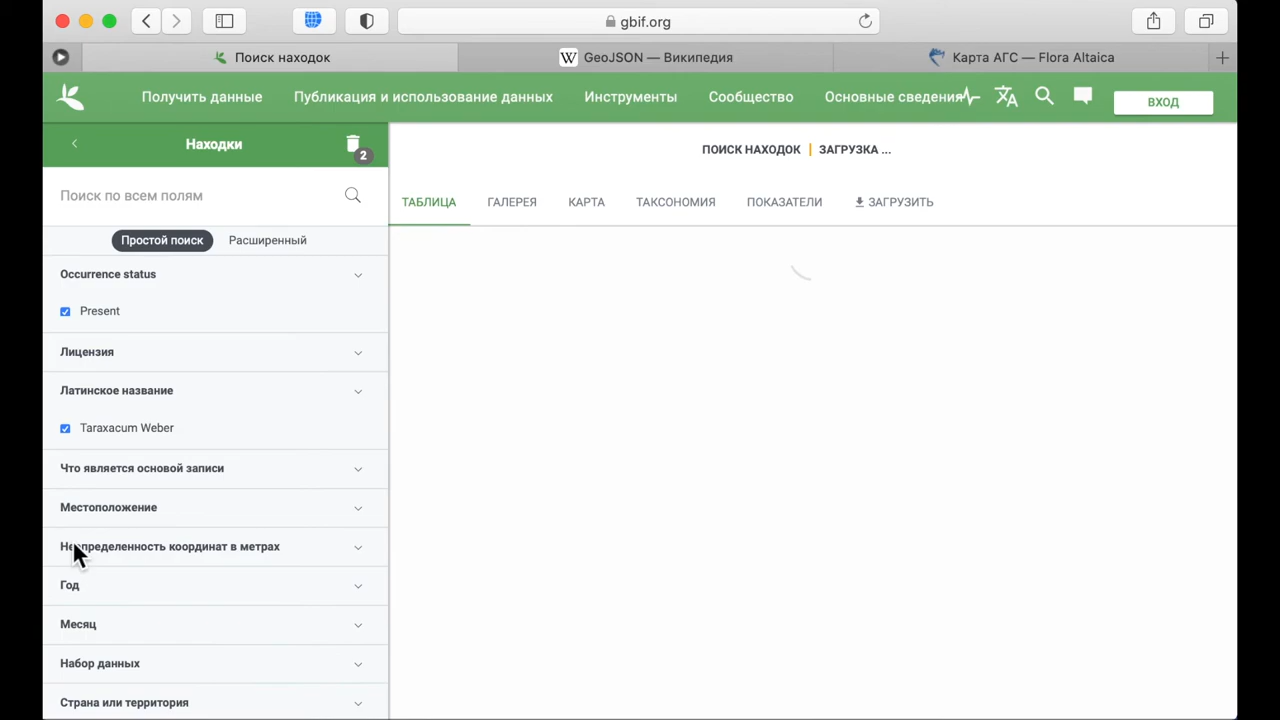 gbif.org
Поиск находок
W GeoJSON — Википедия
Карта АГС — Flora Altaica
Получить данные
Публикация и использование данных
Инструменты
Сообщество
Основные сведения
ВХОД
Находки
2
ПОИСК НАХОДОК | ЗАГРУЗКА ...
Поиск по всем полям
ТАБЛИЦА
ГАЛЕРЕЯ
КАРТА
ТАКСОНОМИЯ
ПОКАЗАТЕЛИ
ЗАГРУЗИТЬ
Простой поиск
Расширенный
Occurrence status
Present
Лицензия
Латинское название
Taraxacum Weber
Что является основой записи
Местоположение
Неопределенность координат в метрах
Год
Месяц
Набор данных
Страна или территория